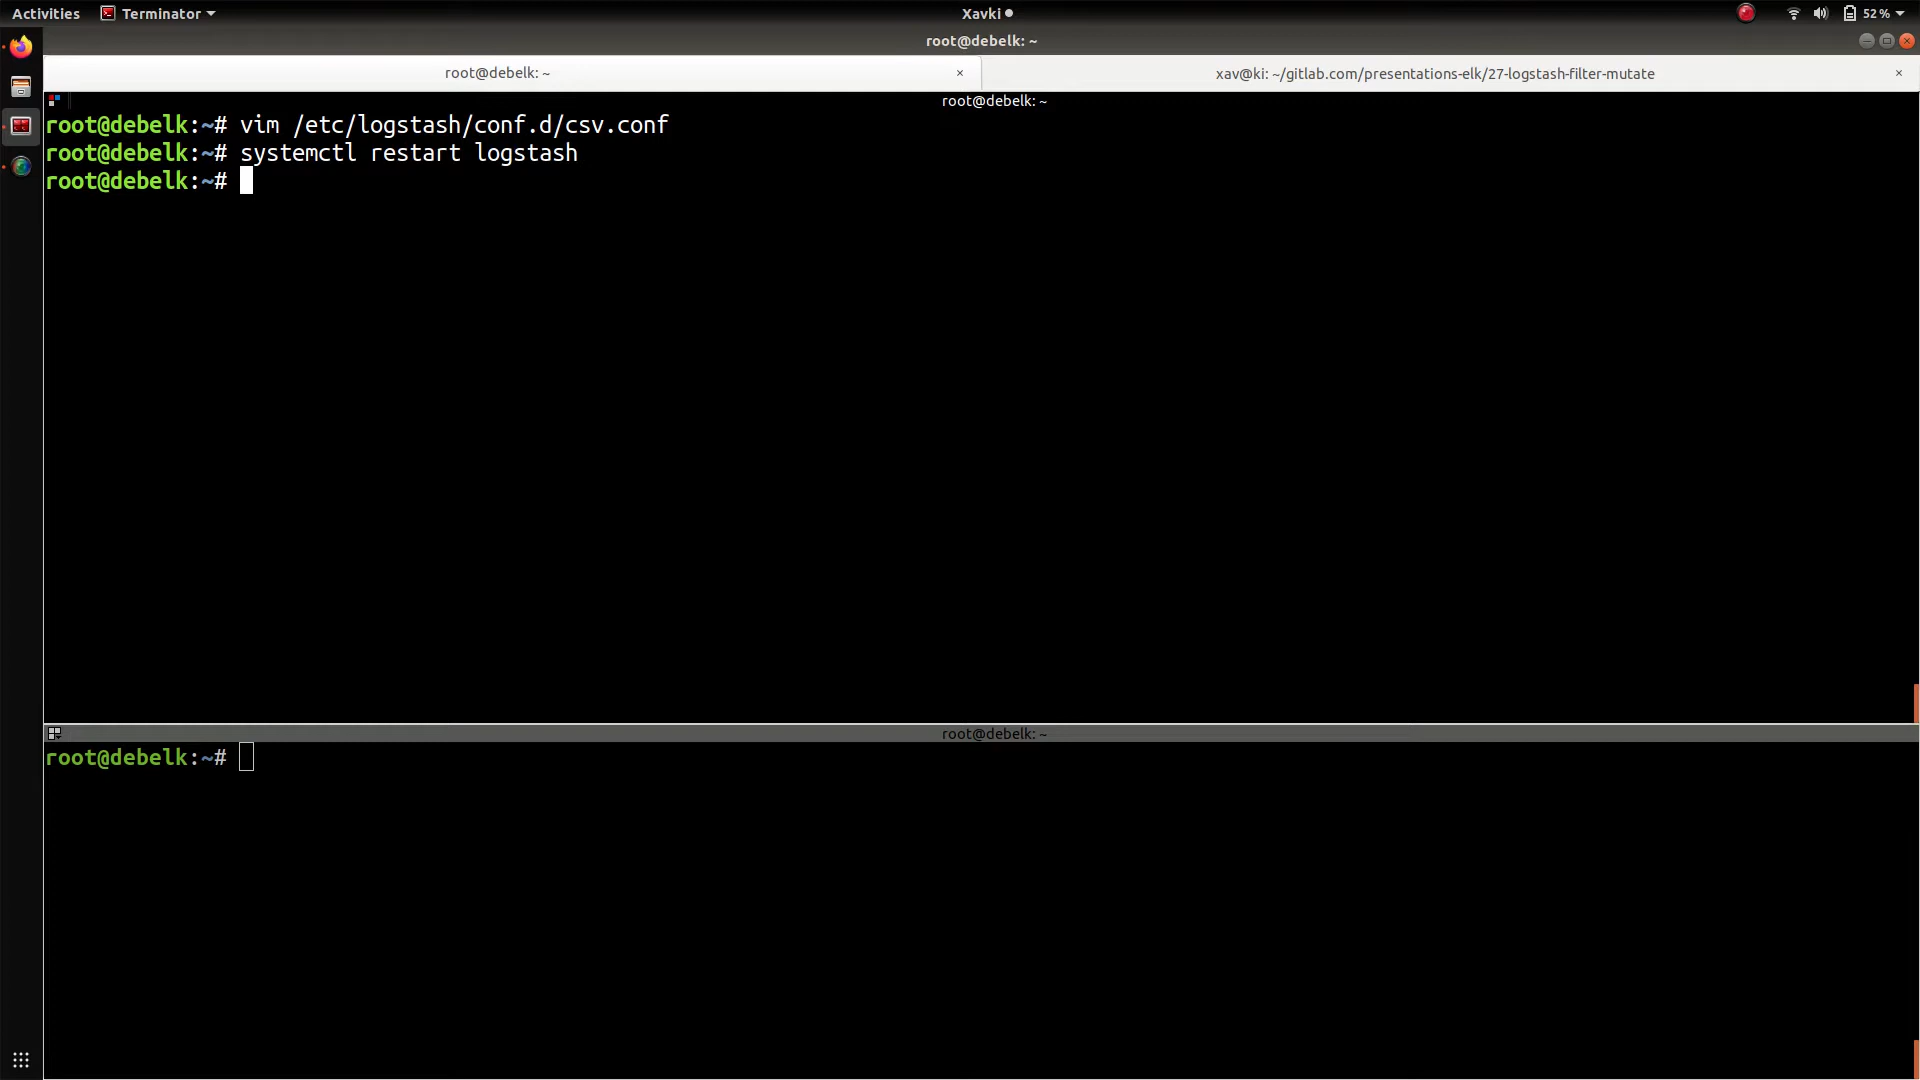 Activities Terminator Xavki 52 %
root@debelk: ~
root@debelk: ~ × xav@ki: ~/gitlab.com/presentations-elk/27-logstash-filter-mutate ×
root@debelk: ~
root@debelk:~# vim /etc/logstash/conf.d/csv.conf
root@debelk:~# systemctl restart logstash
root@debelk:~#
root@debelk: ~
root@debelk:~#